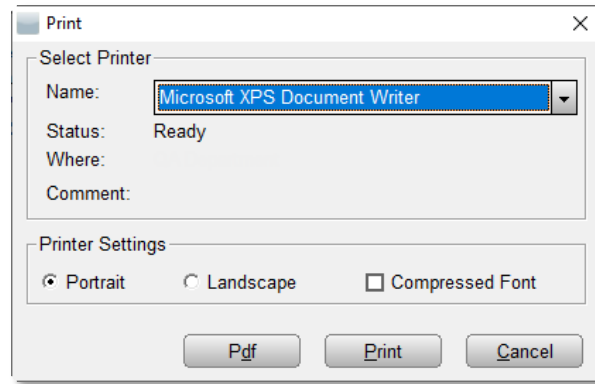 Print
Select Printer
Name: Microsoft XPS Document Writer
Status: Ready
Where:
Comment:
Printer Settings
Portrait Landscape Compressed Font
Pdf Print Cancel